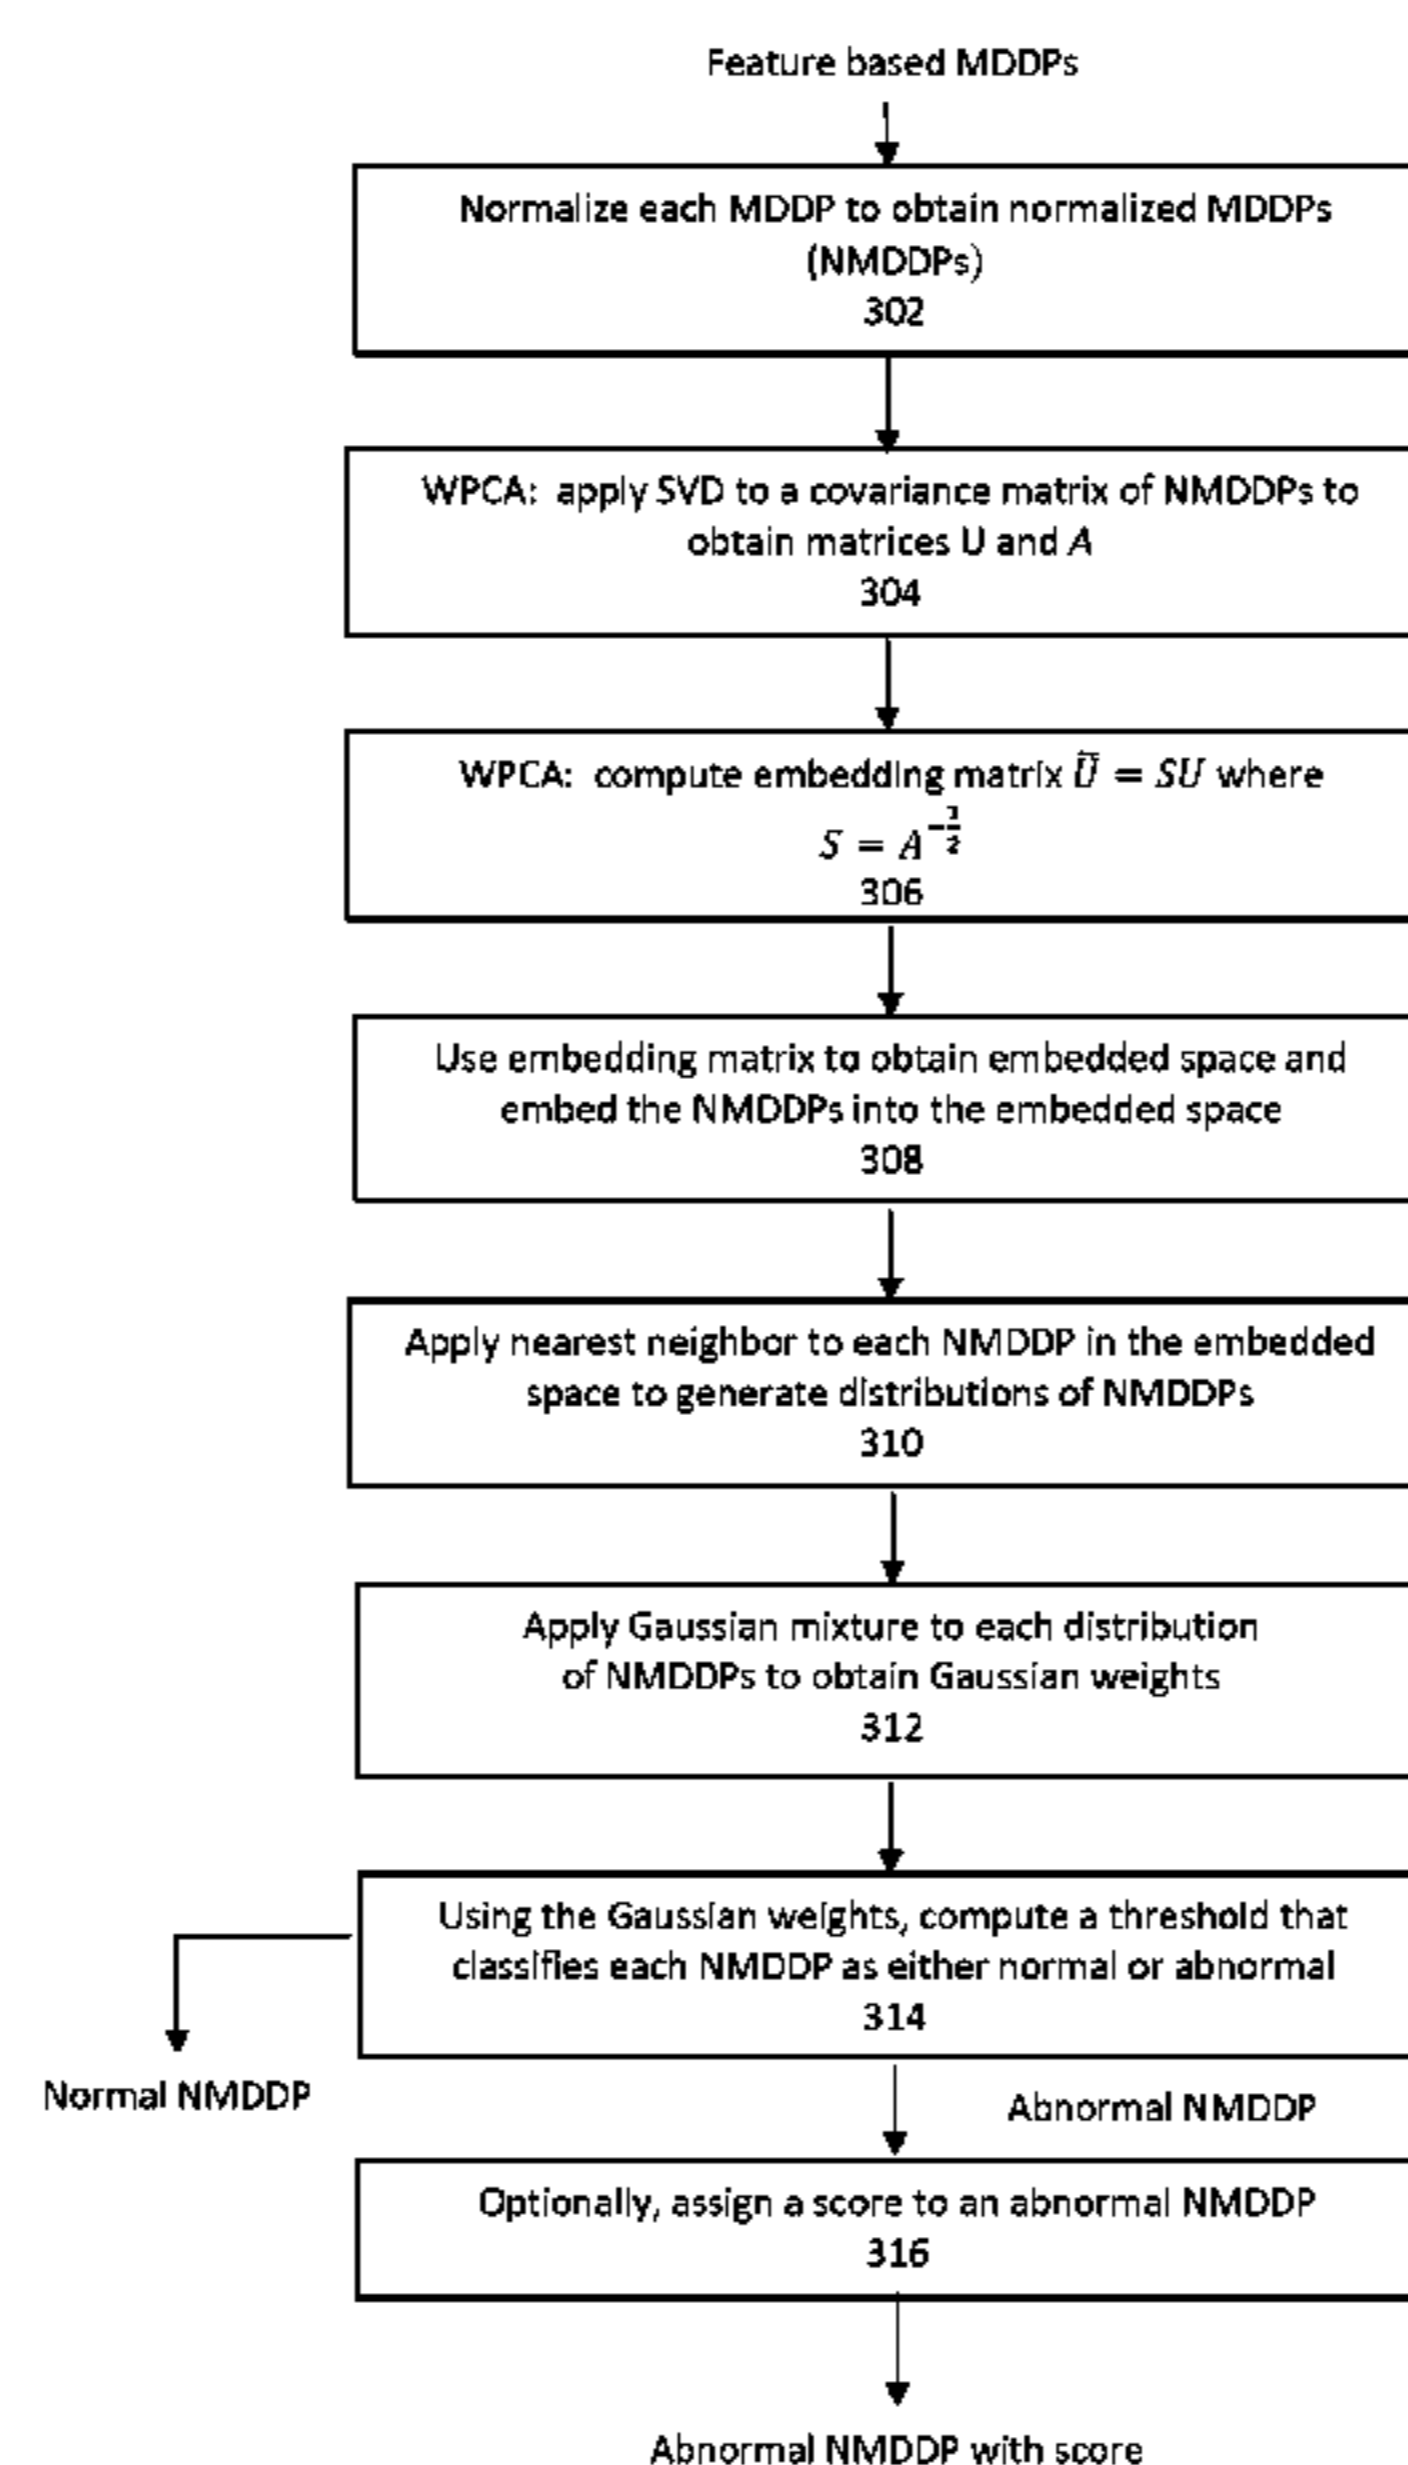 Feature based MDDPs
Normalize each MDDP to obtain normalized MDDPs
(NMDDPs)
302
WPCA: apply SVD to a covariance matrix of NMDDPs to
obtain matrices U and A
304
WPCA: compute embedding matrix Ũ = SU where
S = A^{-1/2}
306
Use embedding matrix to obtain embedded space and
embed the NMDDPs into the embedded space
308
Apply nearest neighbor to each NMDDP in the embedded
space to generate distributions of NMDDPs
310
Apply Gaussian mixture to each distribution
of NMDDPs to obtain Gaussian weights
312
Using the Gaussian weights, compute a threshold that
classifies each NMDDP as either normal or abnormal
314
Normal NMDDP
Abnormal NMDDP
Optionally, assign a score to an abnormal NMDDP
316
Abnormal NMDDP with score